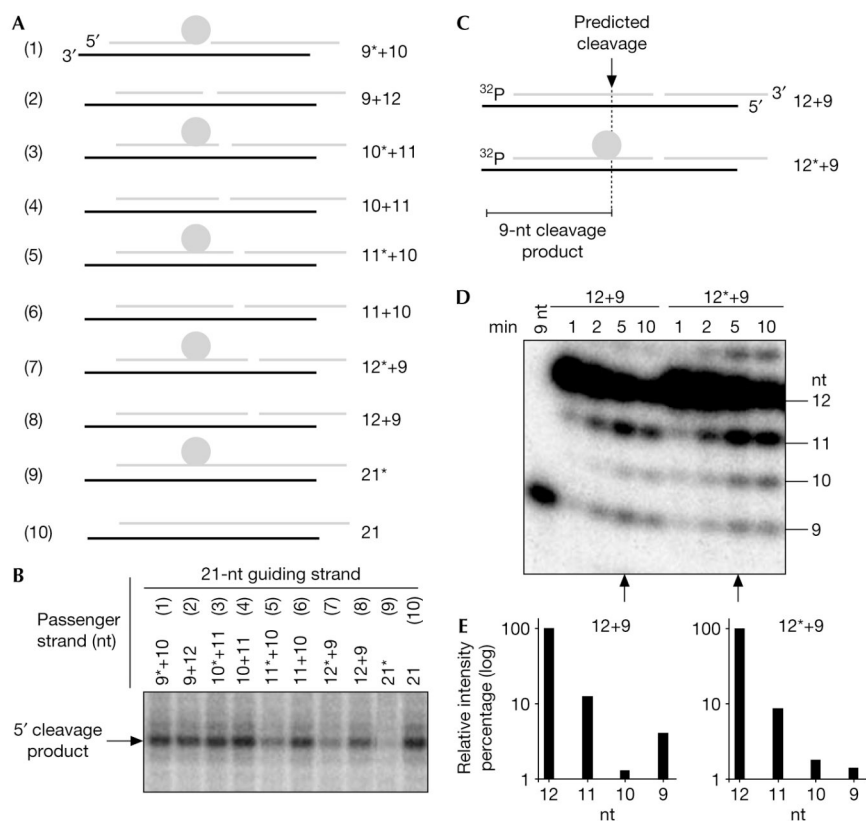 A
(1) 5′ 3′ 9*+10
(2) 9+12
(3) 10*+11
(4) 10+11
(5) 11*+10
(6) 11+10
(7) 12*+9
(8) 12+9
(9) 21*
(10) 21
B
21-nt guiding strand
Passenger
strand (nt)
(1) (2) (3) (4) (5) (6) (7) (8) (9) (10)
9*+10 9+12 10*+11 10+11 11*+10 11+10 12*+9 12+9 21* 21
5′ cleavage
product
C
Predicted
cleavage
32P 3′
5′ 12+9
32P 12*+9
9-nt cleavage
product
D
9 nt 12+9 12*+9
min 1 2 5 10 1 2 5 10
nt
12
11
10
9
E
12+9 12*+9
Relative intensity
percentage (log)
100 100
10 10
1 1
12 11 10 9 12 11 10 9
nt nt